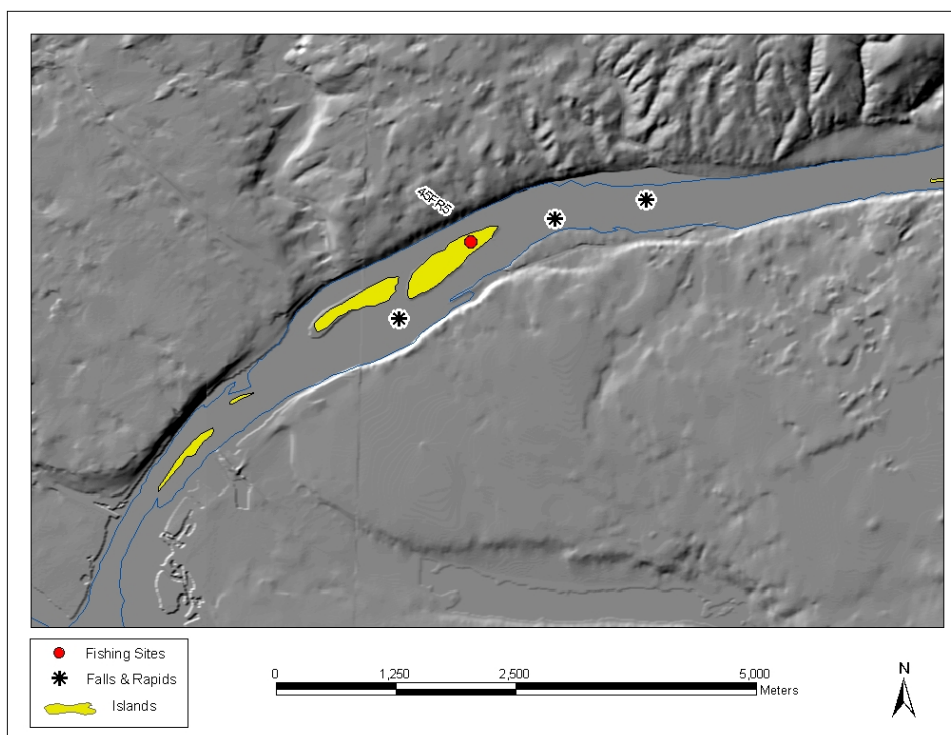 45FR5
Fishing Sites
Falls & Rapids
Islands
0 1,250 2,500 5,000
Meters
N